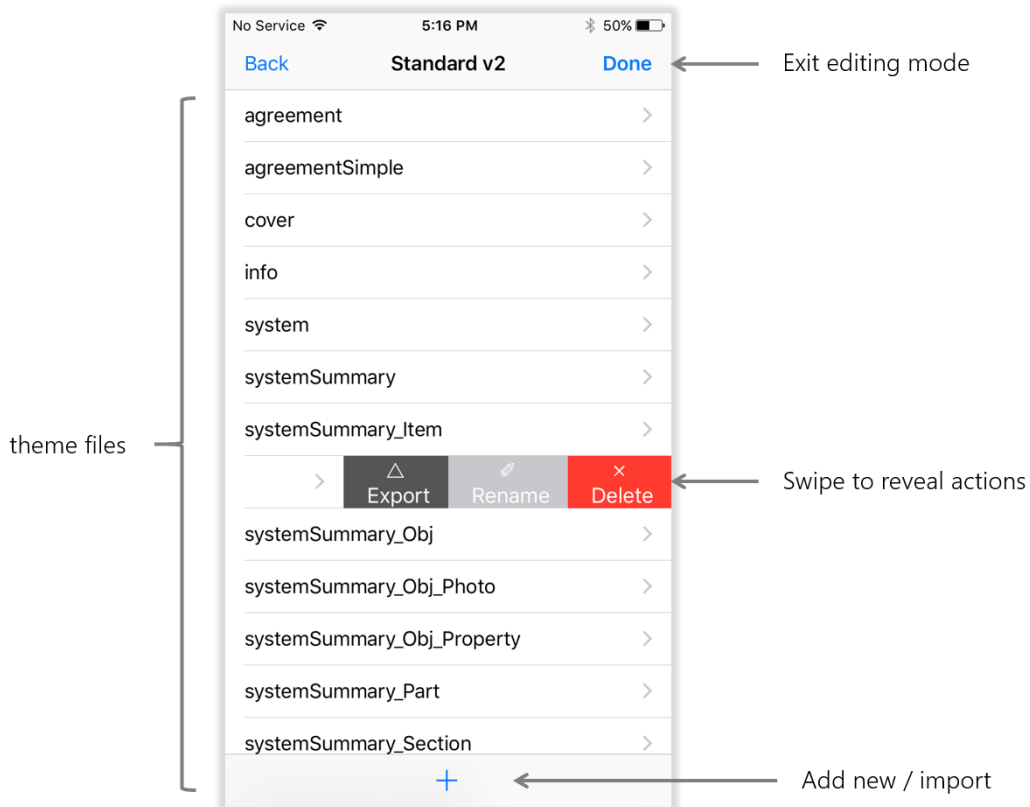 No Service 5:16 PM 50%
Back Standard v2 Done
Exit editing mode
agreement
agreementSimple
cover
info
system
systemSummary
systemSummary_Item
theme files
Export Rename Delete
Swipe to reveal actions
systemSummary_Obj
systemSummary_Obj_Photo
systemSummary_Obj_Property
systemSummary_Part
systemSummary_Section
+
Add new / import